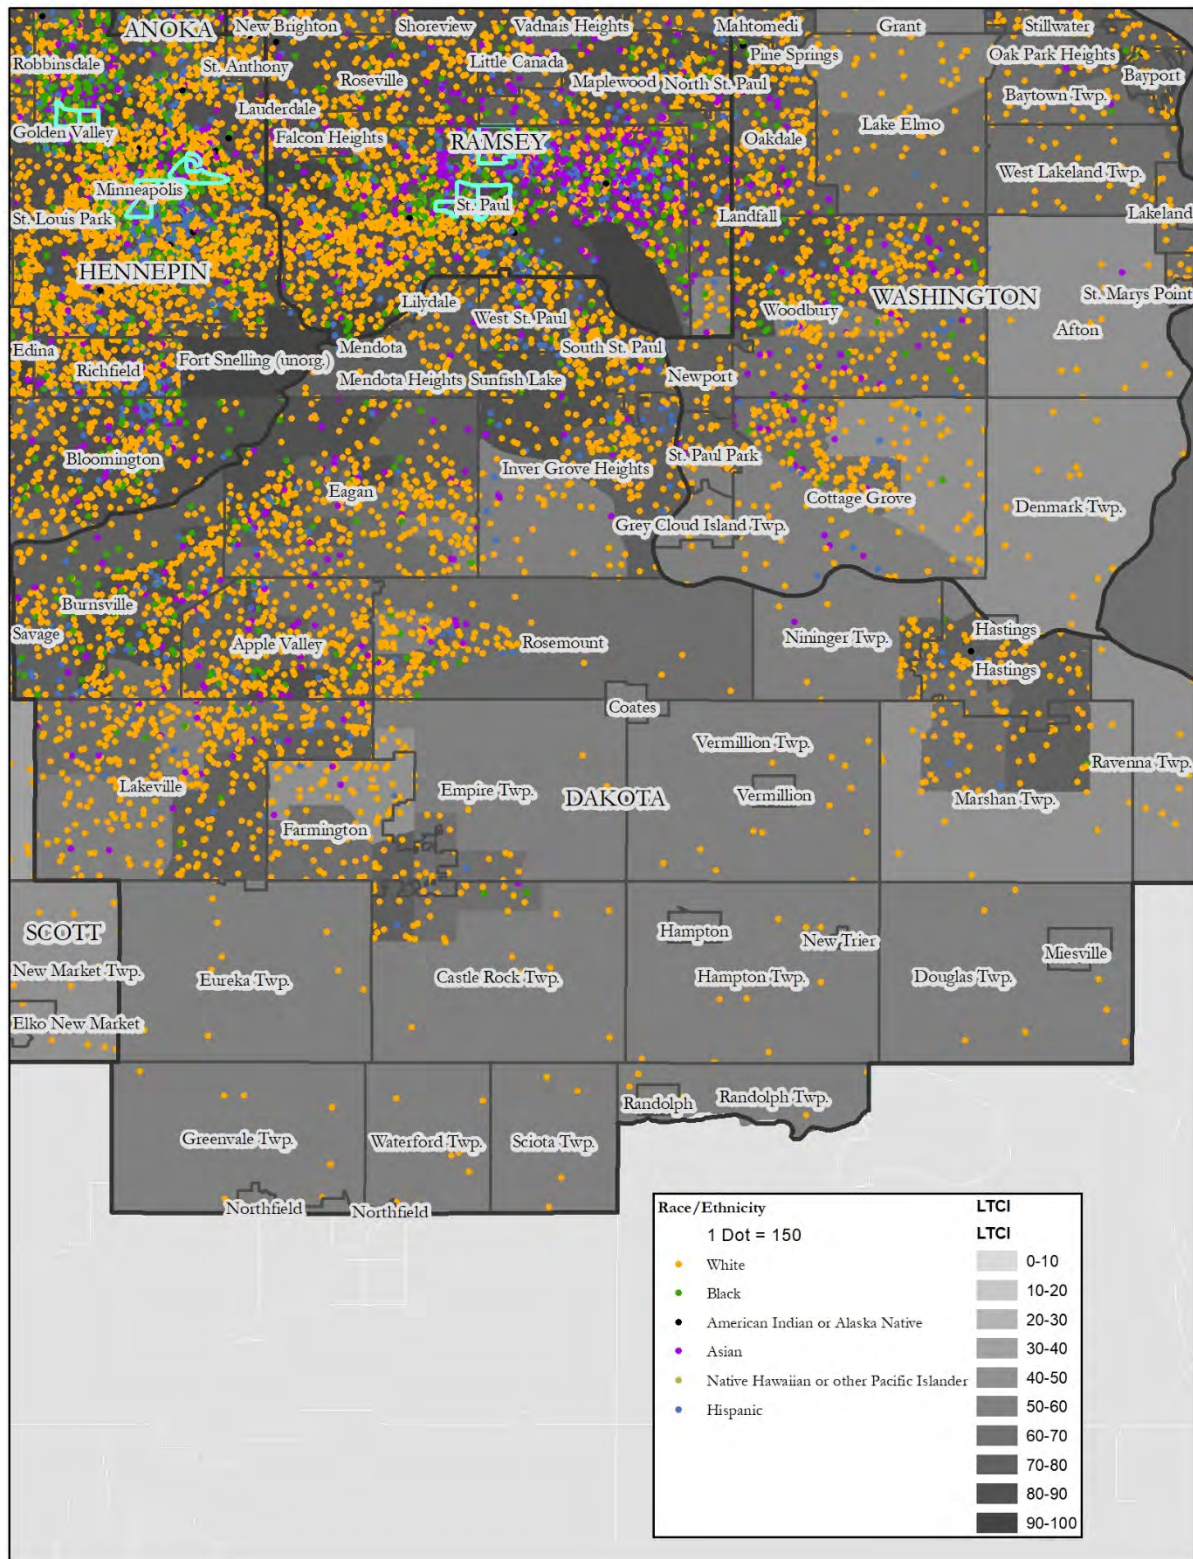 ANOKA
New Brighton
Shoreview
Vadnais Heights
Mahtomedi
Grant
Stillwater
Robbinsdale
St. Anthony
Roseville
Little Canada
Pine Springs
Oak Park Heights
Bayport
Maplewood
North St. Paul
Baytown Twp.
Lauderdale
Golden Valley
Falcon Heights
RAMSEY
Oakdale
Lake Elmo
West Lakeland Twp.
Minneapolis
St. Louis Park
St. Paul
Landfall
Lakeland
HENNEPIN
Lilydale
West St. Paul
Woodbury
WASHINGTON
St. Marys Point
Afton
Edina
Richfield
Fort Snelling (unorg.)
Mendota
South St. Paul
Mendota Heights
Sunfish Lake
Newport
Bloomington
Eagan
Inver Grove Heights
St. Paul Park
Cottage Grove
Denmark Twp.
Grey Cloud Island Twp.
Burnsville
Savage
Apple Valley
Rosemount
Nininger Twp.
Hastings
Hastings
Coates
Vermillion Twp.
Ravenna Twp.
Lakeville
Empire Twp.
DAKOTA
Vermillion
Marshan Twp.
Farmington
SCOTT
Hampton
New Trier
Miesville
New Market Twp.
Eureka Twp.
Castle Rock Twp.
Hampton Twp.
Douglas Twp.
Elko New Market
Randolph
Randolph Twp.
Greenvale Twp.
Waterford Twp.
Sciota Twp.
Northfield
Northfield
Race/Ethnicity
1 Dot = 150
White
Black
American Indian or Alaska Native
Asian
Native Hawaiian or other Pacific Islander
Hispanic
LTCI
LTCI
0-10
10-20
20-30
30-40
40-50
50-60
60-70
70-80
80-90
90-100